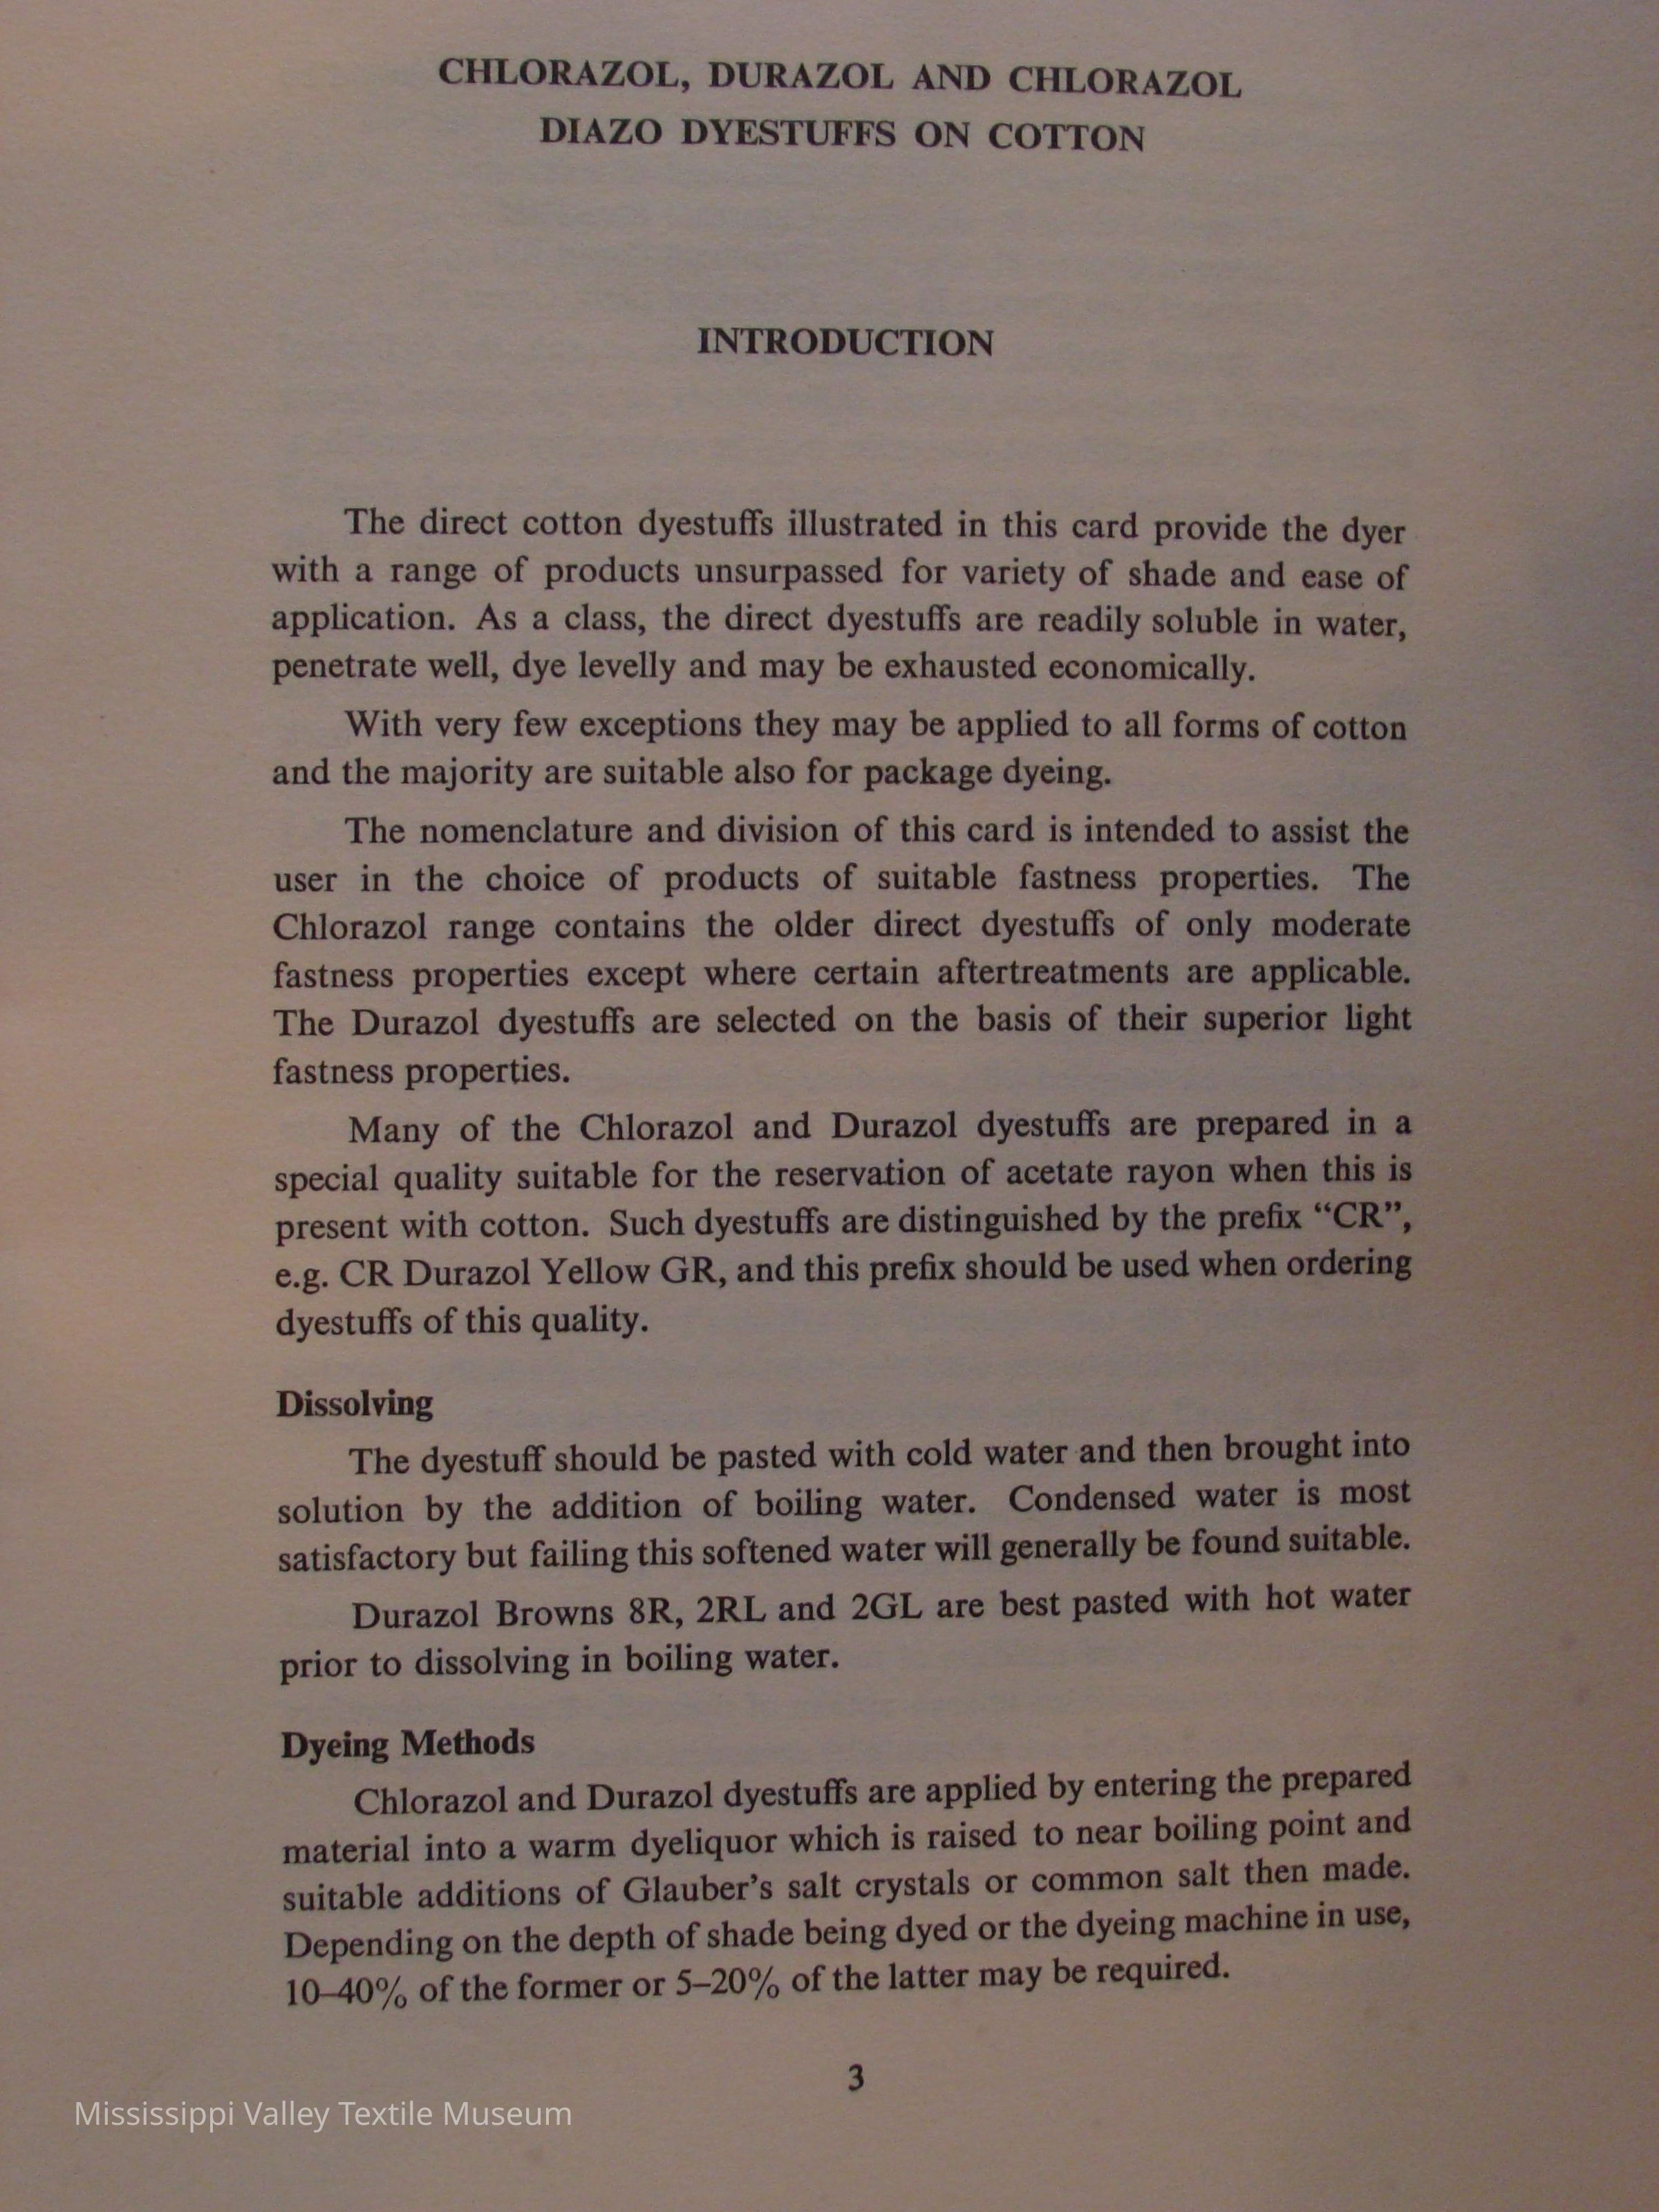 CHLORAZOL, DURAZOL AND CHLORAZOL
DIAZO DYESTUFFS ON COTTON
INTRODUCTION
The direct cotton dyestuffs illustrated in this card provide the dyer
with a range of products unsurpassed for variety of shade and ease of
application. As a class, the direct dyestuffs are readily soluble in water,
penetrate well, dye levelly and may be exhausted economically.
With very few exceptions they may be applied to all forms of cotton
and the majority are suitable also for package dyeing.
The nomenclature and division of this card is intended to assist the
user in the choice of products of suitable fastness properties. The
Chlorazol range contains the older direct dyestuffs of only moderate
fastness properties except where certain aftertreatments are applicable.
The Durazol dyestuffs are selected on the basis of their superior light
fastness properties.
Many of the Chlorazol and Durazol dyestuffs are prepared in a
special quality suitable for the reservation of acetate rayon when this is
present with cotton. Such dyestuffs are distinguished by the prefix “CR”,
e.g. CR Durazol Yellow GR, and this prefix should be used when ordering
dyestuffs of this quality.
Dissolving
The dyestuff should be pasted with cold water and then brought into
solution by the addition of boiling water. Condensed water is most
satisfactory but failing this softened water will generally be found suitable.
Durazol Browns 8R, 2RL and 2GL are best pasted with hot water
prior to dissolving in boiling water.
Dyeing Methods
Chlorazol and Durazol dyestuffs are applied by entering the prepared
material into a warm dyeliquor which is raised to near boiling point and
suitable additions of Glauber’s salt crystals or common salt then made.
Depending on the depth of shade being dyed or the dyeing machine in use,
10–40% of the former or 5–20% of the latter may be required.
3
Mississippi Valley Textile Museum